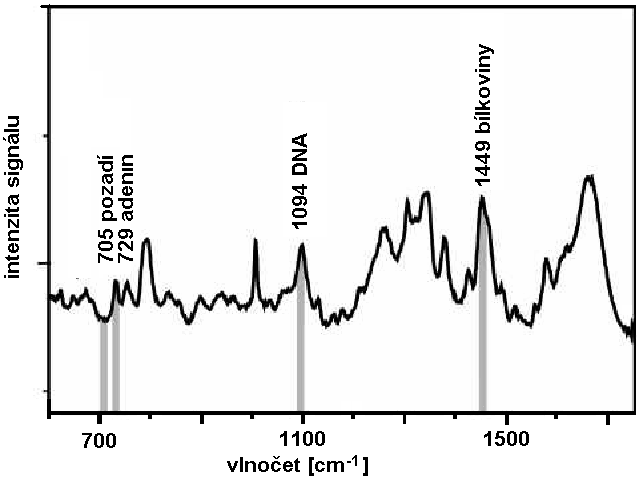 intenzita signálu
705 pozadí
729 adenin
1094 DNA
1449 bílkoviny
700
1100
1500
vlnočet [cm⁻¹]